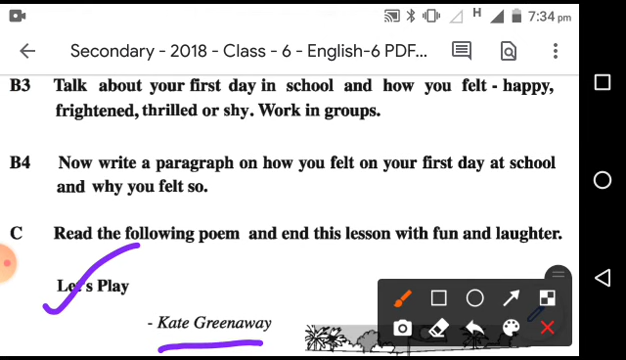 H 7:34 pm
Secondary - 2018 - Class - 6 - English-6 PDF...
B3 Talk about your first day in school and how you felt - happy,
frightened, thrilled or shy. Work in groups.
B4 Now write a paragraph on how you felt on your first day at school
and why you felt so.
C Read the following poem and end this lesson with fun and laughter.
Let's Play
- Kate Greenaway